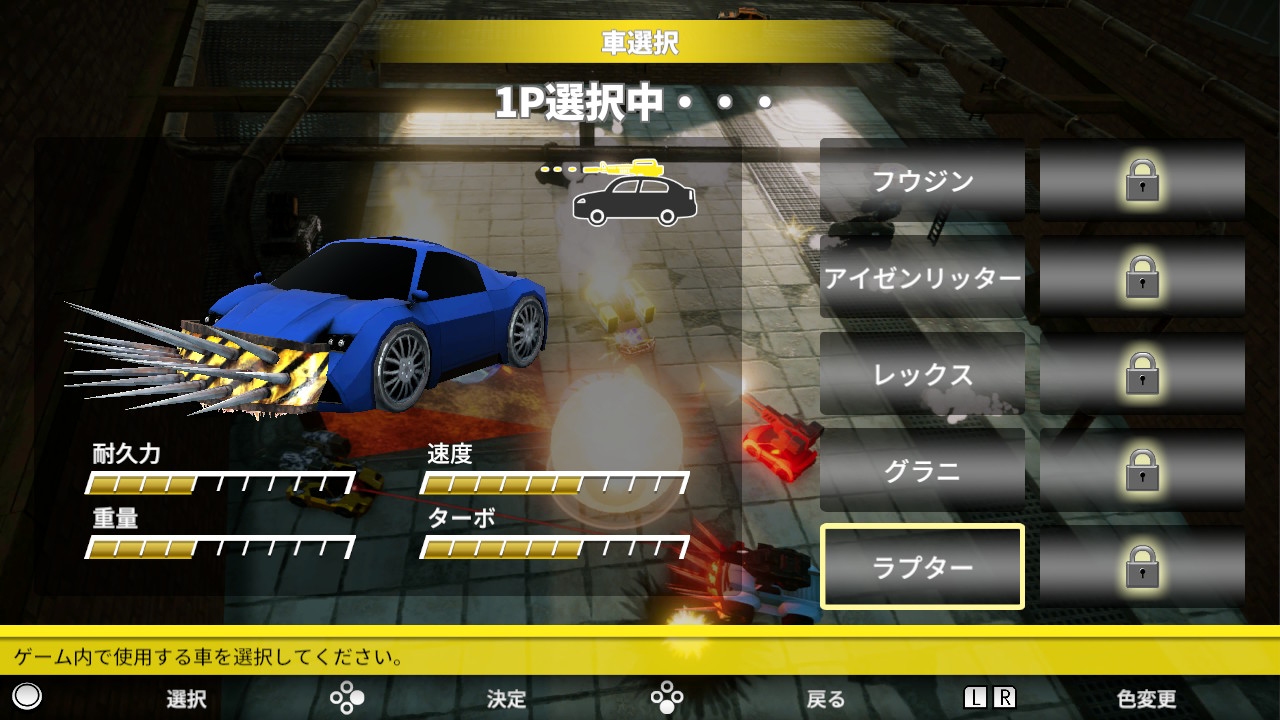 車選択
1P選択中・・・
フウジン
アイゼンリッター
レックス
グラニ
ラプター
耐久力
速度
重量
ターボ
ゲーム内で使用する車を選択してください。
選択
決定
戻る
L R
色変更